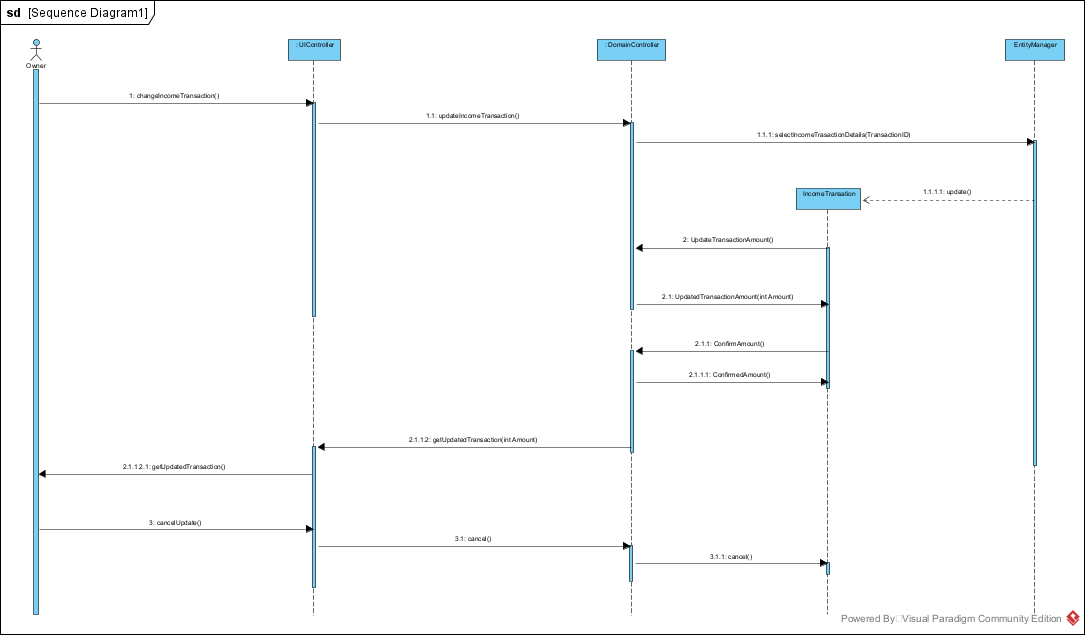 sd [Sequence Diagram1]
Owner
: UIController
: DomainController
EntityManager
1: changeIncomeTransaction()
1.1: updateIncomeTransaction()
1.1.1: selectIncomeTrasactionDetails(TransactionID)
IncomeTransation
1.1.1.1: update()
2: UpdateTransactionAmount()
2.1: UpdatedTransactionAmount(int Amount)
2.1.1: ConfirmAmount()
2.1.1.1: ConfirmedAmount()
2.1.1.2: getUpdatedTransaction(int Amount)
2.1.1.2.1: getUpdatedTransaction()
3: cancelUpdate()
3.1: cancel()
3.1.1: cancel()
Powered By Visual Paradigm Community Edition